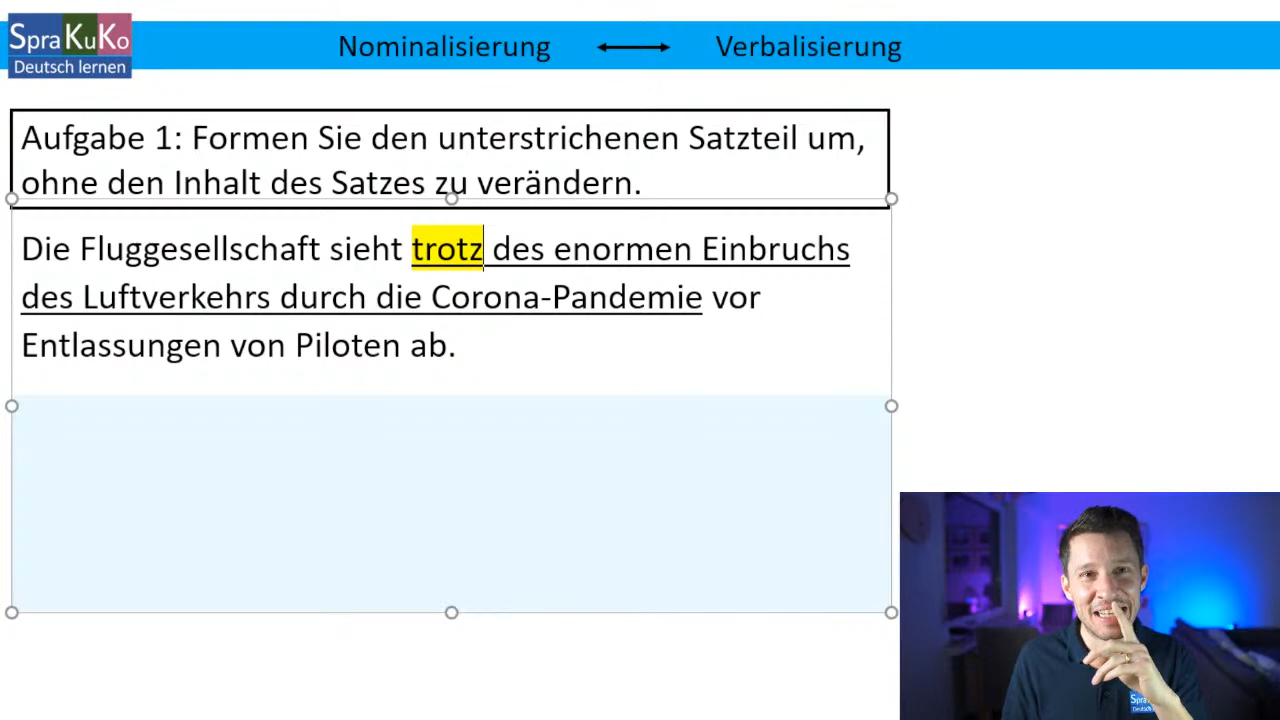 SpraKuKo
Deutsch lernen
Nominalisierung Verbalisierung
Aufgabe 1: Formen Sie den unterstrichenen Satzteil um,
ohne den Inhalt des Satzes zu verändern.
Die Fluggesellschaft sieht trotz des enormen Einbruchs
des Luftverkehrs durch die Corona-Pandemie vor
Entlassungen von Piloten ab.